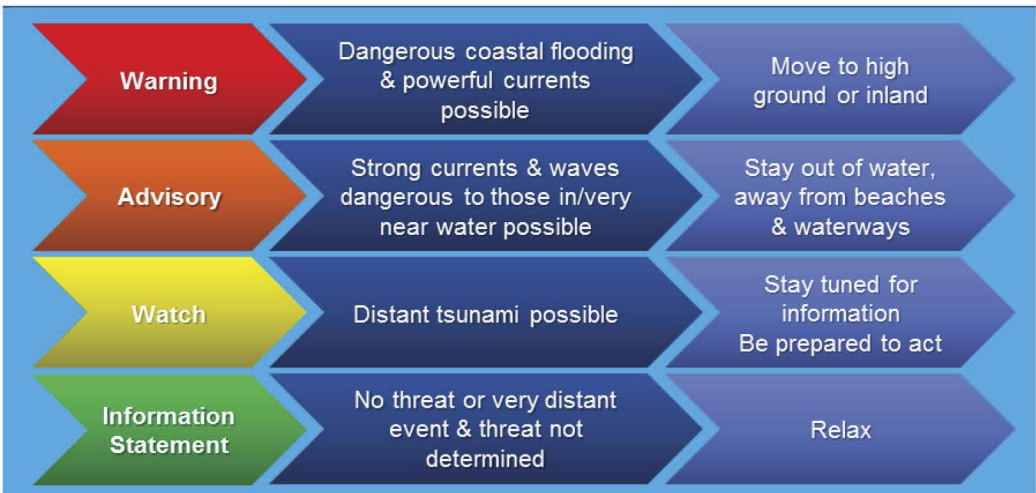 Warning
Dangerous coastal flooding
& powerful currents
possible
Move to high
ground or inland
Advisory
Strong currents & waves
dangerous to those in/very
near water possible
Stay out of water,
away from beaches
& waterways
Watch
Distant tsunami possible
Stay tuned for
information
Be prepared to act
Information
Statement
No threat or very distant
event & threat not
determined
Relax